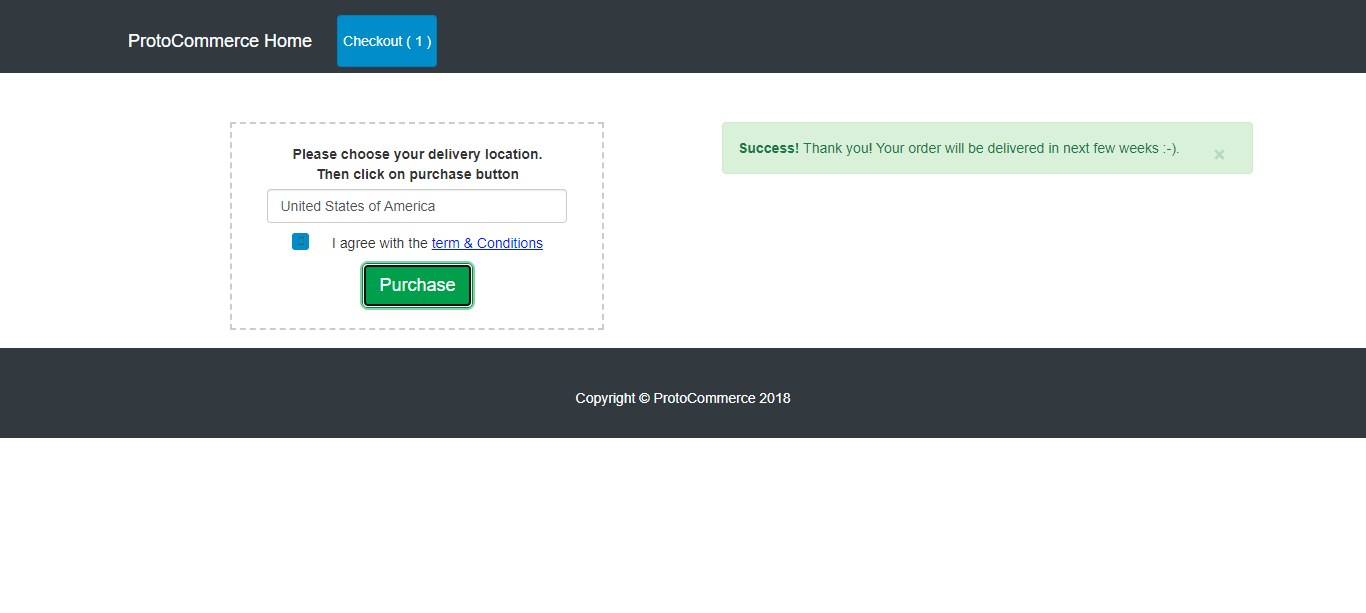 ProtoCommerce Home
Checkout ( 1 )
Please choose your delivery location.
Then click on purchase button
United States of America
I agree with the term & Conditions
Purchase
Success! Thank you! Your order will be delivered in next few weeks :-).
×
Copyright © ProtoCommerce 2018